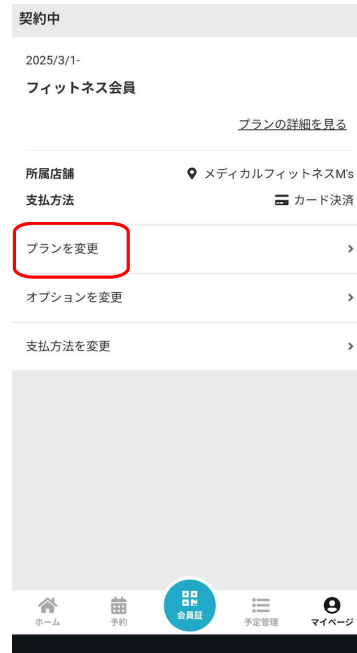 契約中
2025/3/1-
フィットネス会員
プランの詳細を見る
所属店舗 メディカルフィットネスM's
支払方法 カード決済
プランを変更
オプションを変更
支払方法を変更
ホーム 予約 会員証 予定管理 マイページ